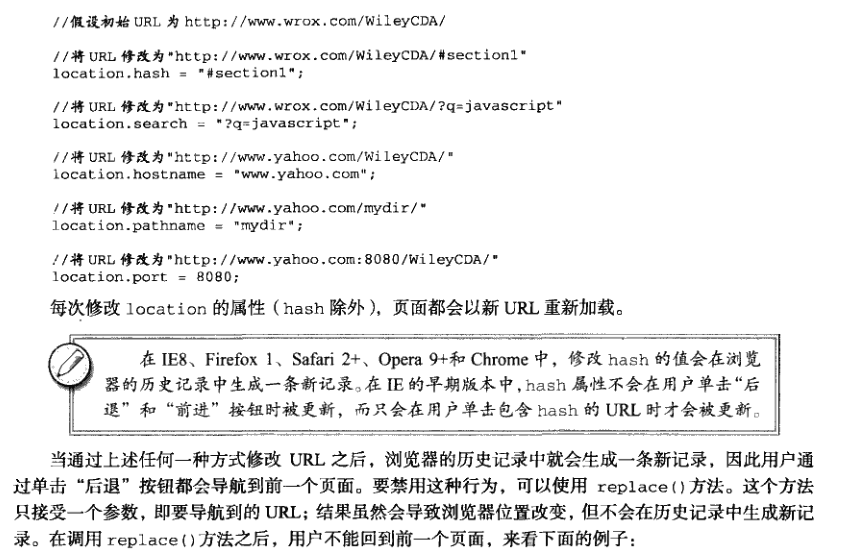 //假设初始 URL 为 http://www.wrox.com/WileyCDA/
//将 URL 修改为"http://www.wrox.com/WileyCDA/#section1"
location.hash = "#section1";
//将 URL 修改为"http://www.wrox.com/WileyCDA/?q=javascript"
location.search = "?q=javascript";
//将 URL 修改为"http://www.yahoo.com/WileyCDA/"
location.hostname = "www.yahoo.com";
//将 URL 修改为"http://www.yahoo.com/mydir/"
location.pathname = "mydir";
//将 URL 修改为"http://www.yahoo.com:8080/WileyCDA/"
location.port = 8080;
每次修改 location 的属性（hash 除外），页面都会以新 URL 重新加载。
在 IE8、Firefox 1、Safari 2+、Opera 9+和 Chrome 中，修改 hash 的值会在浏览
器的历史记录中生成一条新记录。在 IE 的早期版本中，hash 属性不会在用户单击“后
退”和“前进”按钮时被更新，而只会在用户单击包含 hash 的 URL 时才会被更新。
当通过上述任何一种方式修改 URL 之后，浏览器的历史记录中就会生成一条新记录，因此用户通
过单击“后退”按钮都会导航到前一个页面。要禁用这种行为，可以使用 replace()方法。这个方法
只接受一个参数，即要导航到的 URL；结果虽然会导致浏览器位置改变，但不会在历史记录中生成新记
录。在调用 replace()方法之后，用户不能回到前一个页面，来看下面的例子：